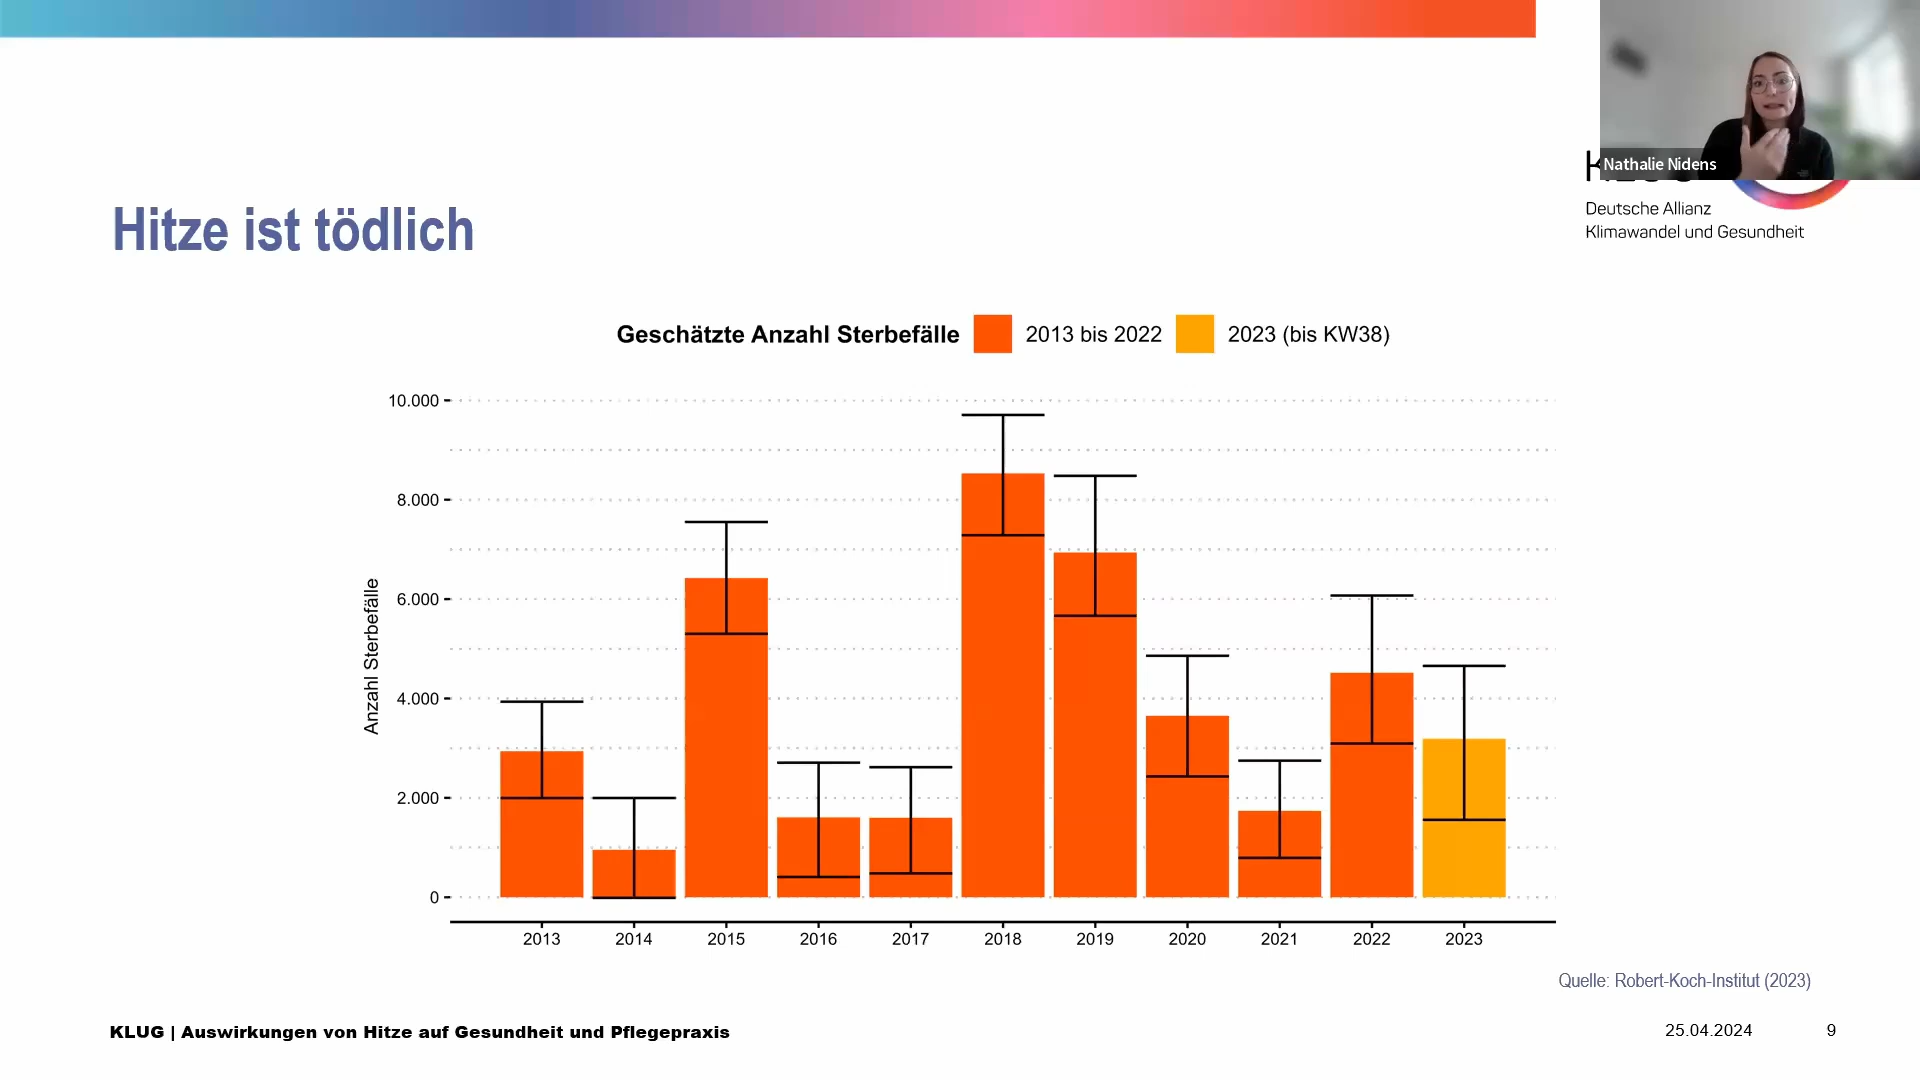 Nathalie Nidens
Deutsche Allianz
Klimawandel und Gesundheit
Hitze ist tödlich
Geschätzte Anzahl Sterbefälle 2013 bis 2022 2023 (bis KW38)
Anzahl Sterbefälle
10.000
8.000
6.000
4.000
2.000
0
2013 2014 2015 2016 2017 2018 2019 2020 2021 2022 2023
Quelle: Robert-Koch-Institut (2023)
KLUG | Auswirkungen von Hitze auf Gesundheit und Pflegepraxis 25.04.2024 9